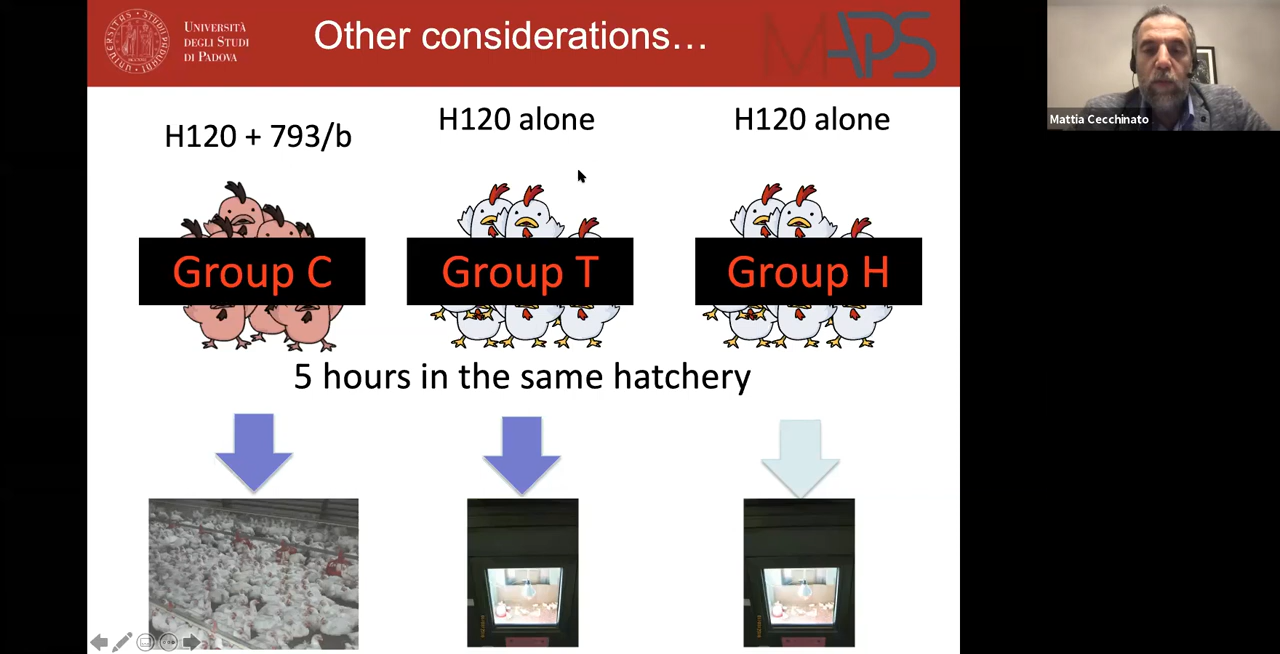 UNIVERSITÀ
DEGLI STUDI
DI PADOVA
Other considerations...
MAPS
Mattia Cecchinato
H120 + 793/b
H120 alone
H120 alone
Group C
Group T
Group H
5 hours in the same hatchery